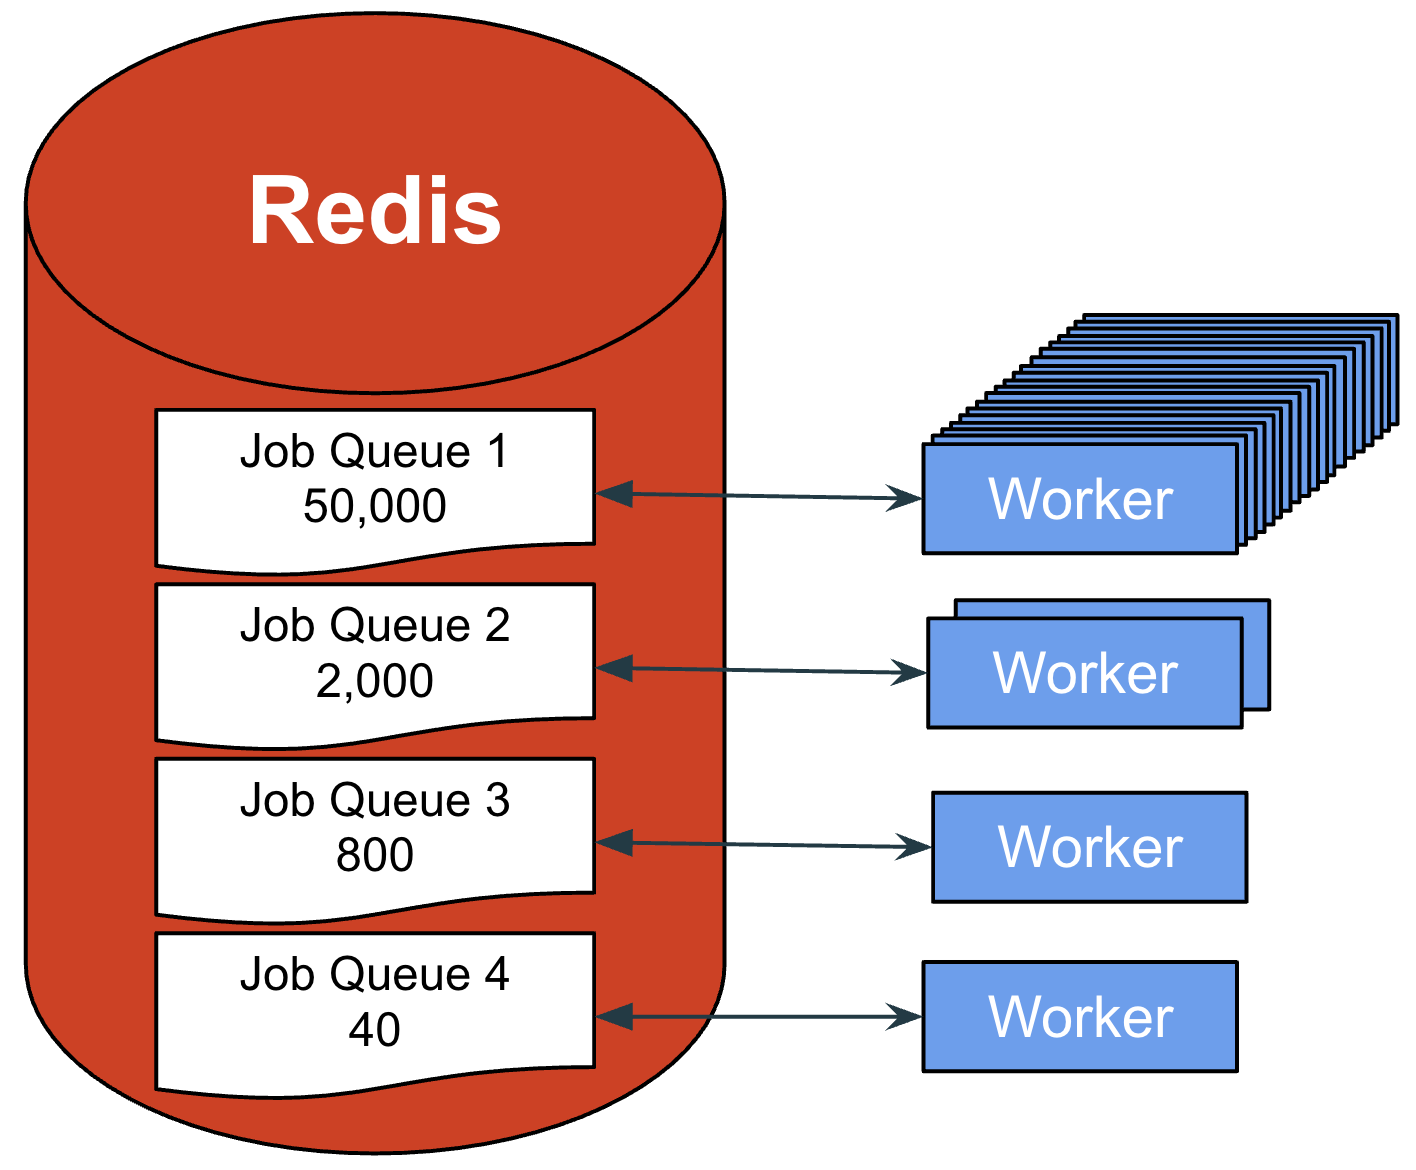 Redis
Job Queue 1
50,000
Worker
Job Queue 2
2,000
Worker
Job Queue 3
800
Worker
Job Queue 4
40
Worker